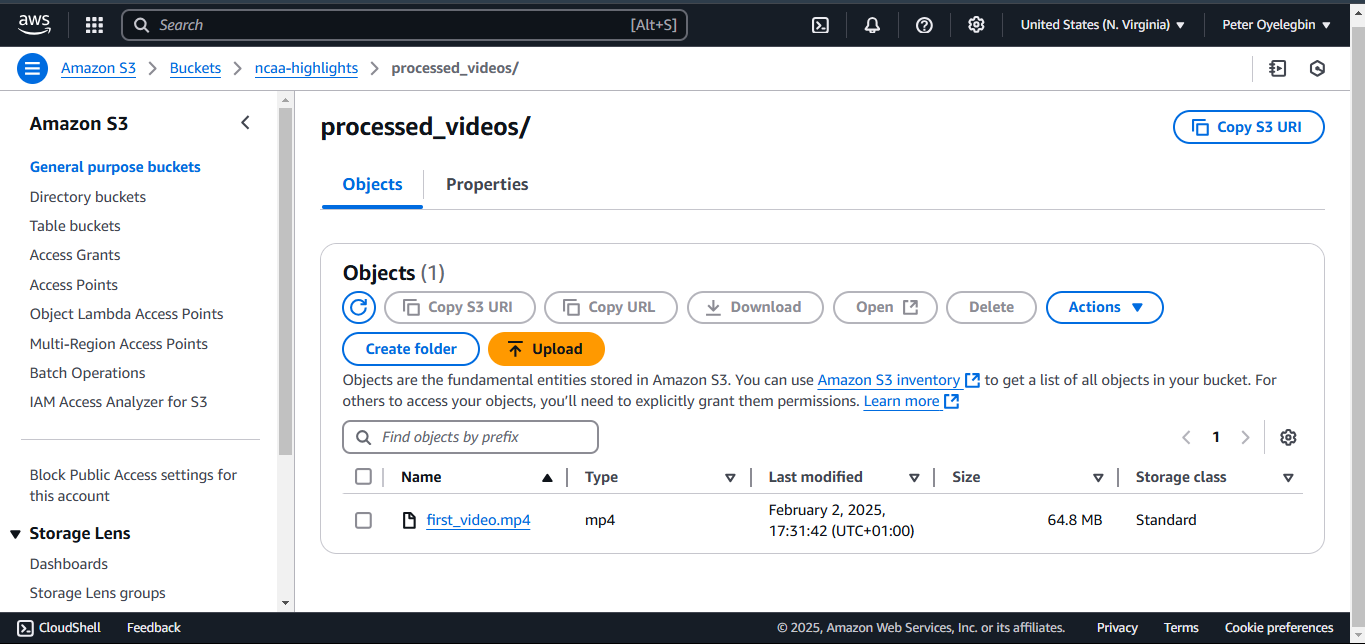 aws
Search [Alt+S]
United States (N. Virginia)
Peter Oyelegbin
Amazon S3
Buckets
ncaa-highlights
processed_videos/
Amazon S3
General purpose buckets
Directory buckets
Table buckets
Access Grants
Access Points
Object Lambda Access Points
Multi-Region Access Points
Batch Operations
IAM Access Analyzer for S3
Block Public Access settings for
this account
Storage Lens
Dashboards
Storage Lens groups
processed_videos/
Copy S3 URI
Objects
Properties
Objects (1)
Copy S3 URI
Copy URL
Download
Open
Delete
Actions
Create folder
Upload
Objects are the fundamental entities stored in Amazon S3. You can use Amazon S3 inventory to get a list of all objects in your bucket. For
others to access your objects, you’ll need to explicitly grant them permissions. Learn more
Find objects by prefix
1
Name
Type
Last modified
Size
Storage class
first_video.mp4
mp4
February 2, 2025,
17:31:42 (UTC+01:00)
64.8 MB
Standard
CloudShell
Feedback
© 2025, Amazon Web Services, Inc. or its affiliates.
Privacy
Terms
Cookie preferences